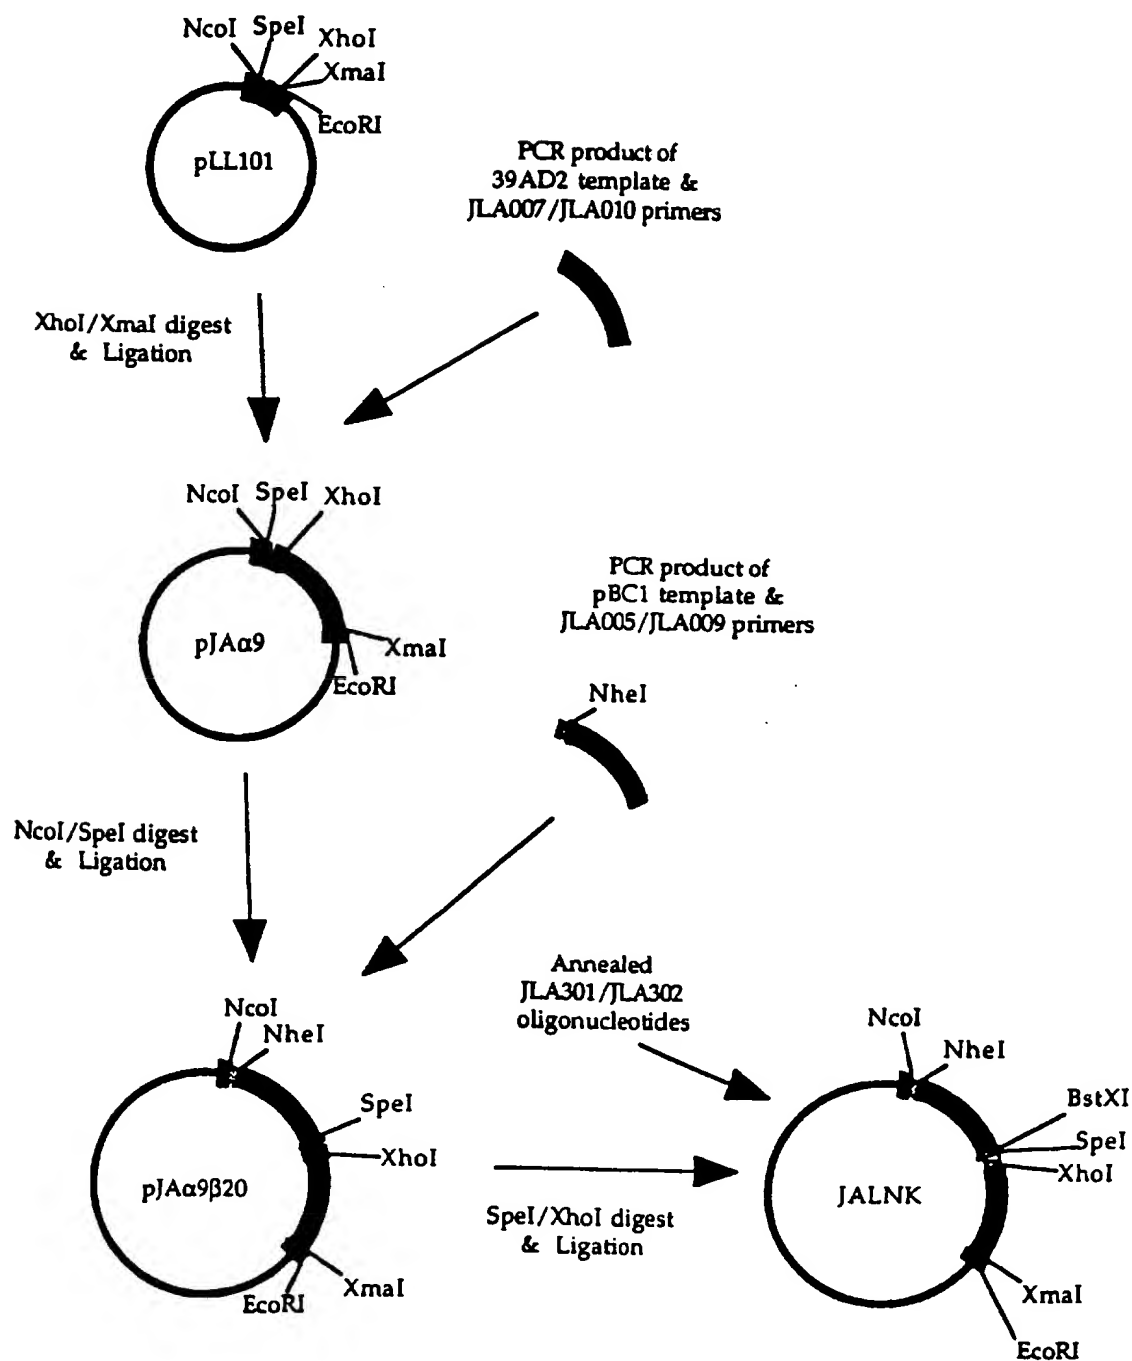 NcoI SpeI XhoI
XmaI
EcoRI
pLL101
PCR product of
39AD2 template &
JLA007/JLA010 primers
XhoI/XmaI digest
& Ligation
NcoI SpeI XhoI
pJAα9
XmaI
EcoRI
PCR product of
pBC1 template &
JLA005/JLA009 primers
NheI
NcoI/SpeI digest
& Ligation
NcoI
NheI
SpeI
XhoI
pJAα9β20
XmaI
EcoRI
Annealed
JLA301/JLA302
oligonucleotides
SpeI/XhoI digest
& Ligation
NcoI
NheI
BstXI
SpeI
XhoI
JALNK
XmaI
EcoRI